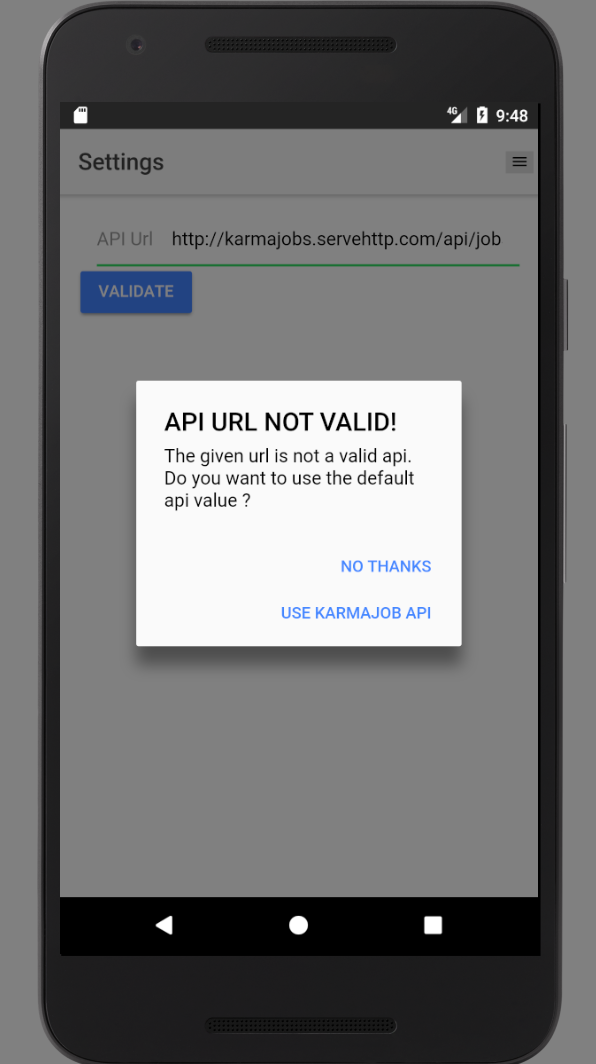 4G 9:48
Settings
API Url http://karmajobs.servehttp.com/api/job
VALIDATE
API URL NOT VALID!
The given url is not a valid api.
Do you want to use the default
api value ?
NO THANKS
USE KARMAJOB API